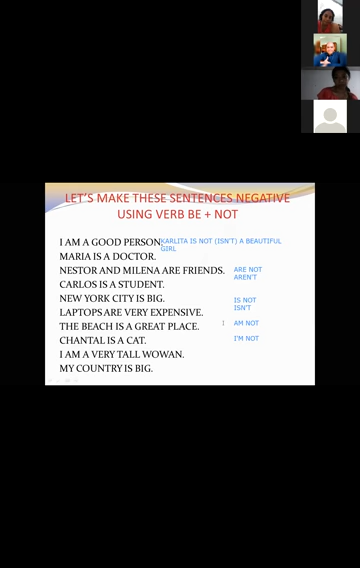 LET'S MAKE THESE SENTENCES NEGATIVE
USING VERB BE + NOT
I AM A GOOD PERSON
KARLITA IS NOT (ISN'T) A BEAUTIFUL
GIRL
MARIA IS A DOCTOR.
NESTOR AND MILENA ARE FRIENDS.
ARE NOT
AREN'T
CARLOS IS A STUDENT.
NEW YORK CITY IS BIG.
IS NOT
ISN'T
LAPTOPS ARE VERY EXPENSIVE.
THE BEACH IS A GREAT PLACE.
I AM NOT
CHANTAL IS A CAT.
I'M NOT
I AM A VERY TALL WOWAN.
MY COUNTRY IS BIG.